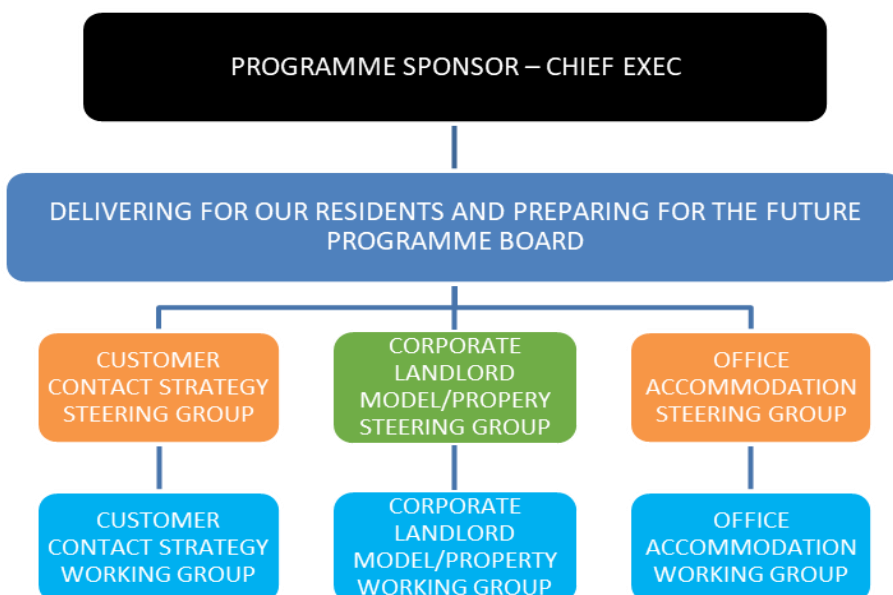 PROGRAMME SPONSOR – CHIEF EXEC
DELIVERING FOR OUR RESIDENTS AND PREPARING FOR THE FUTURE
PROGRAMME BOARD
CUSTOMER
CONTACT STRATEGY
STEERING GROUP
CORPORATE
LANDLORD
MODEL/PROPERY
STEERING GROUP
OFFICE
ACCOMMODATION
STEERING GROUP
CUSTOMER
CONTACT STRATEGY
WORKING GROUP
CORPORATE
LANDLORD
MODEL/PROPERTY
WORKING GROUP
OFFICE
ACCOMMODATION
WORKING GROUP